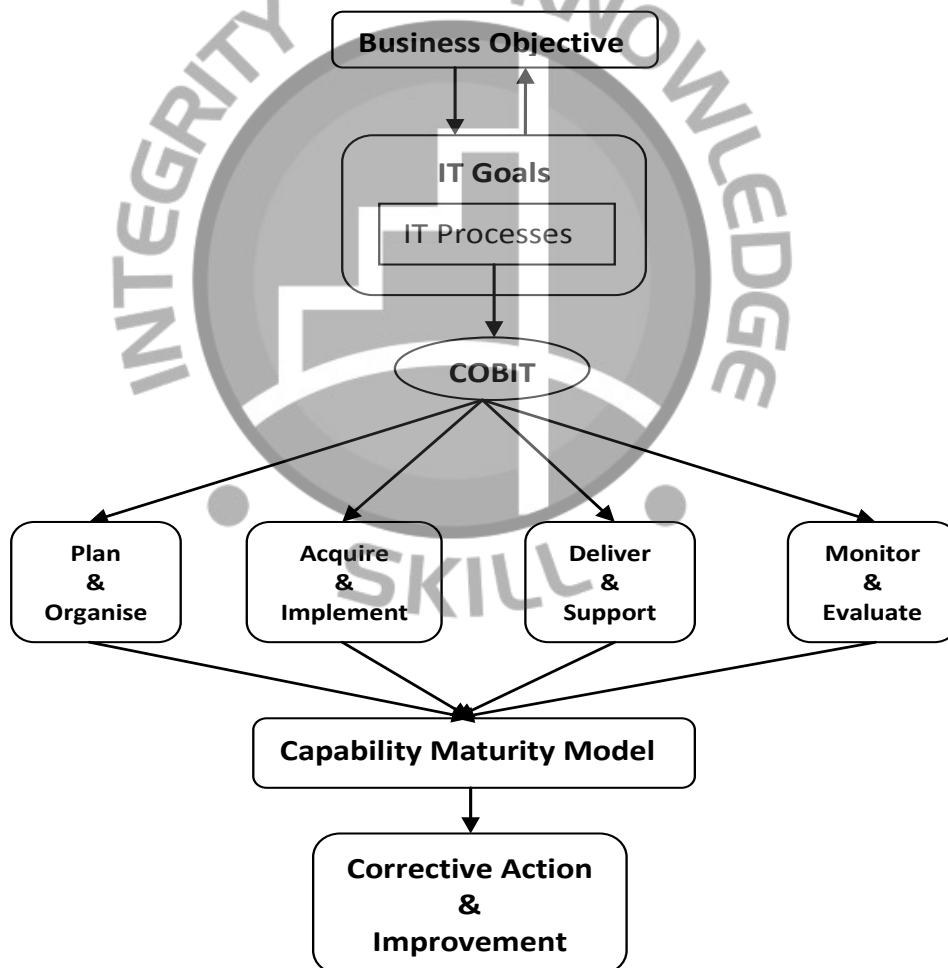 INTEGRITY
KNOWLEDGE
Business Objective
IT Goals
IT Processes
COBIT
Plan
&
Organise
Acquire
&
Implement
Deliver
&
Support
Monitor
&
Evaluate
SKILL
Capability Maturity Model
Corrective Action
&
Improvement